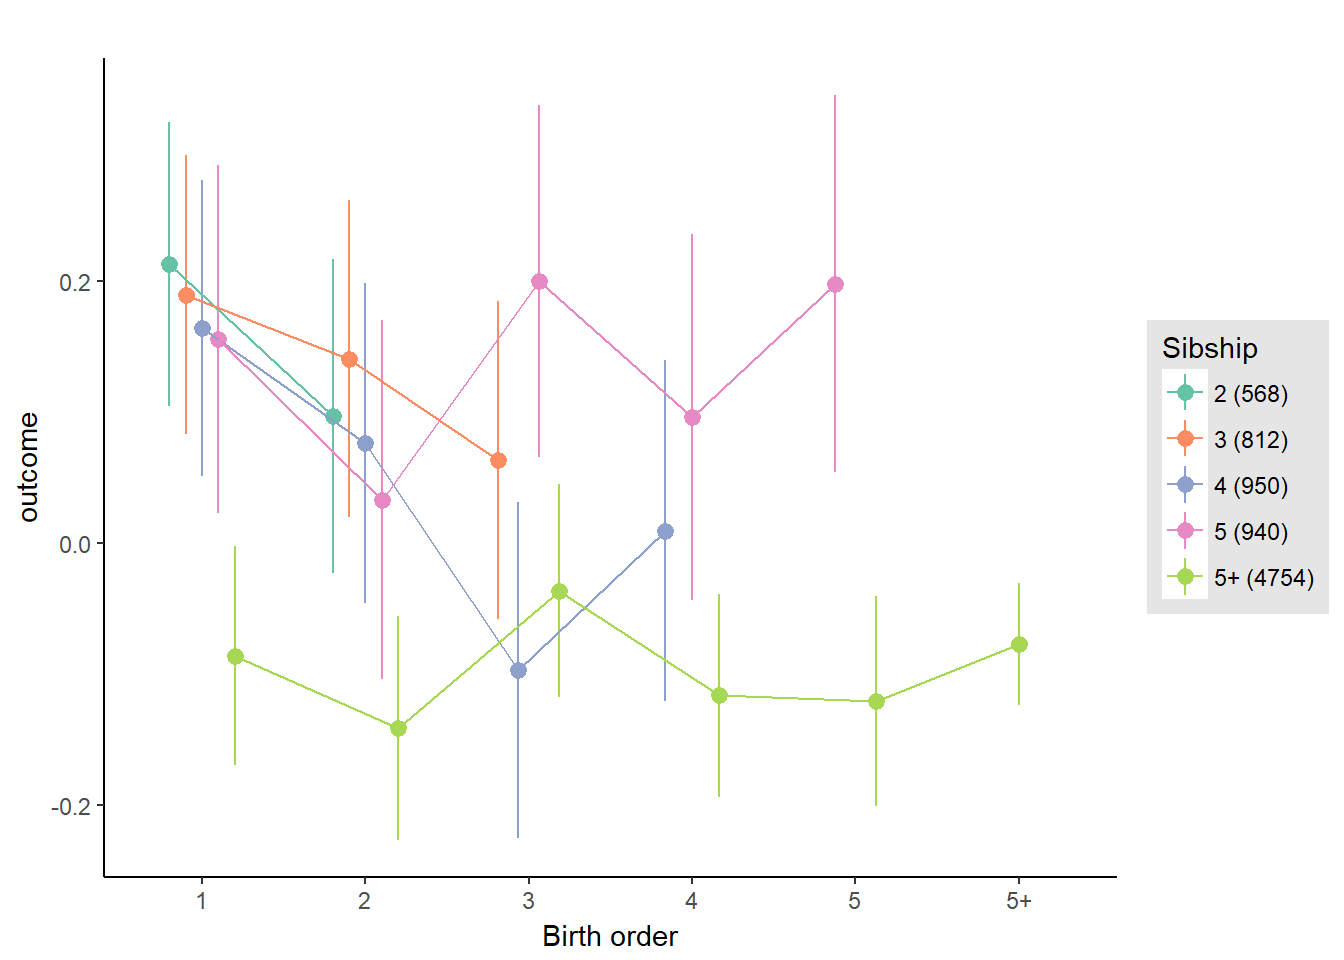 0.2
0.0
-0.2
outcome
1 2 3 4 5 5+
Birth order
Sibship
2 (568)
3 (812)
4 (950)
5 (940)
5+ (4754)